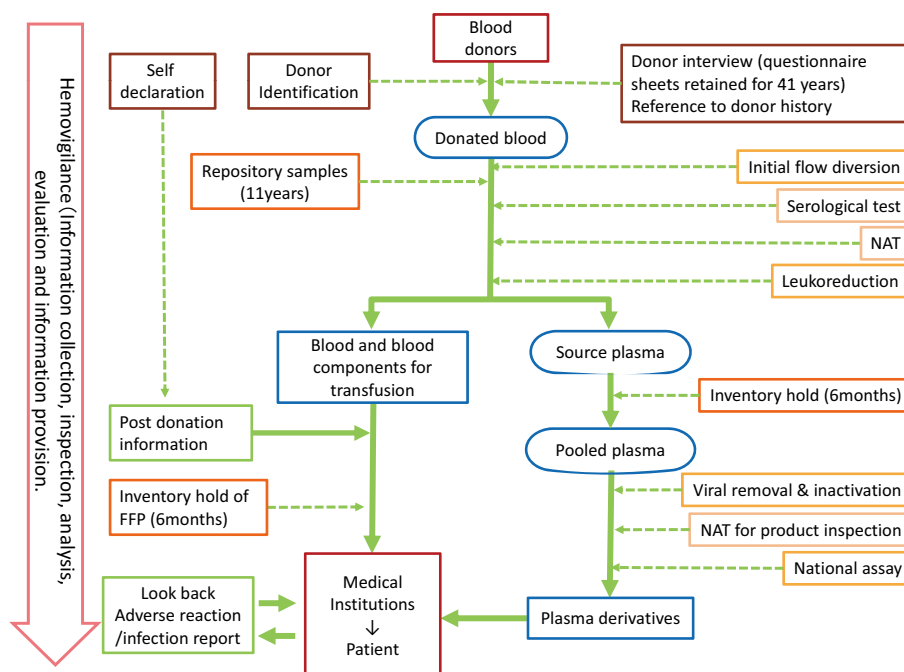 Blood
donors
Self
declaration
Donor
Identification
Donor interview (questionnaire
sheets retained for 41 years)
Reference to donor history
Donated blood
Repository samples
(11years)
Initial flow diversion
Serological test
NAT
Leukoreduction
Blood and blood
components for
transfusion
Source plasma
Inventory hold (6months)
Post donation
information
Pooled plasma
Inventory hold of
FFP (6months)
Viral removal & inactivation
NAT for product inspection
National assay
Look back
Adverse reaction
/infection report
Medical
Institutions
↓
Patient
Plasma derivatives
Hemovigilance (Information collection, inspection, analysis,
evaluation and information provision.